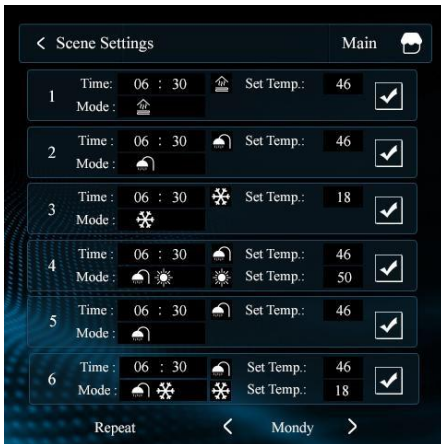 Scene Settings Main
1 Time: 06 : 30 Set Temp.: 46
Mode :
2 Time : 06 : 30 Set Temp.: 46
Mode :
3 Time : 06 : 30 Set Temp.: 18
Mode :
4 Time : 06 : 30 Set Temp.: 46
Mode : Set Temp.: 50
5 Time : 06 : 30 Set Temp.: 46
Mode :
6 Time : 06 : 30 Set Temp.: 46
Mode : Set Temp.: 18
Repeat Mondy